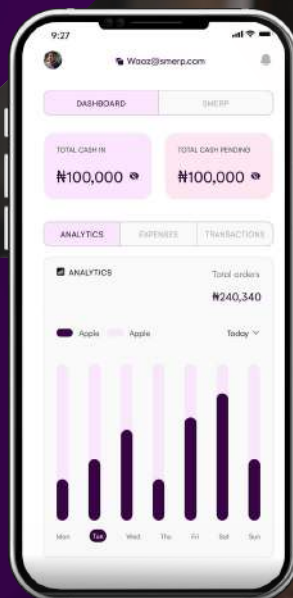 9:27
Waoz@smerp.com
DASHBOARD SMERP
TOTAL CASH IN TOTAL CASH PENDING
₦100,000 ₦100,000
ANALYTICS EXPENSES TRANSACTIONS
ANALYTICS Total orders
₦240,340
Apple Apple Today
Mon Tue Wed Thu Fri Sat Sun